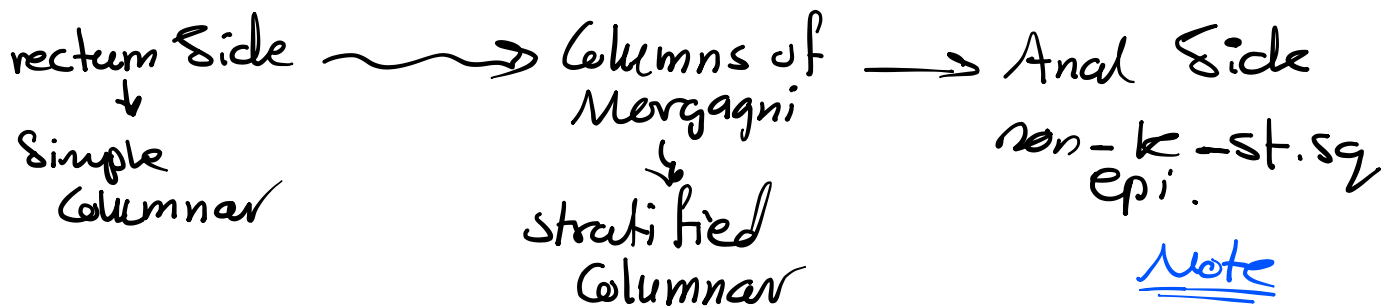 rectum Side → Columns of Morgagni → Anal Side
↓
Simple Columnar
↓
stratified Columnar
non-k-st.sq epi.
Note